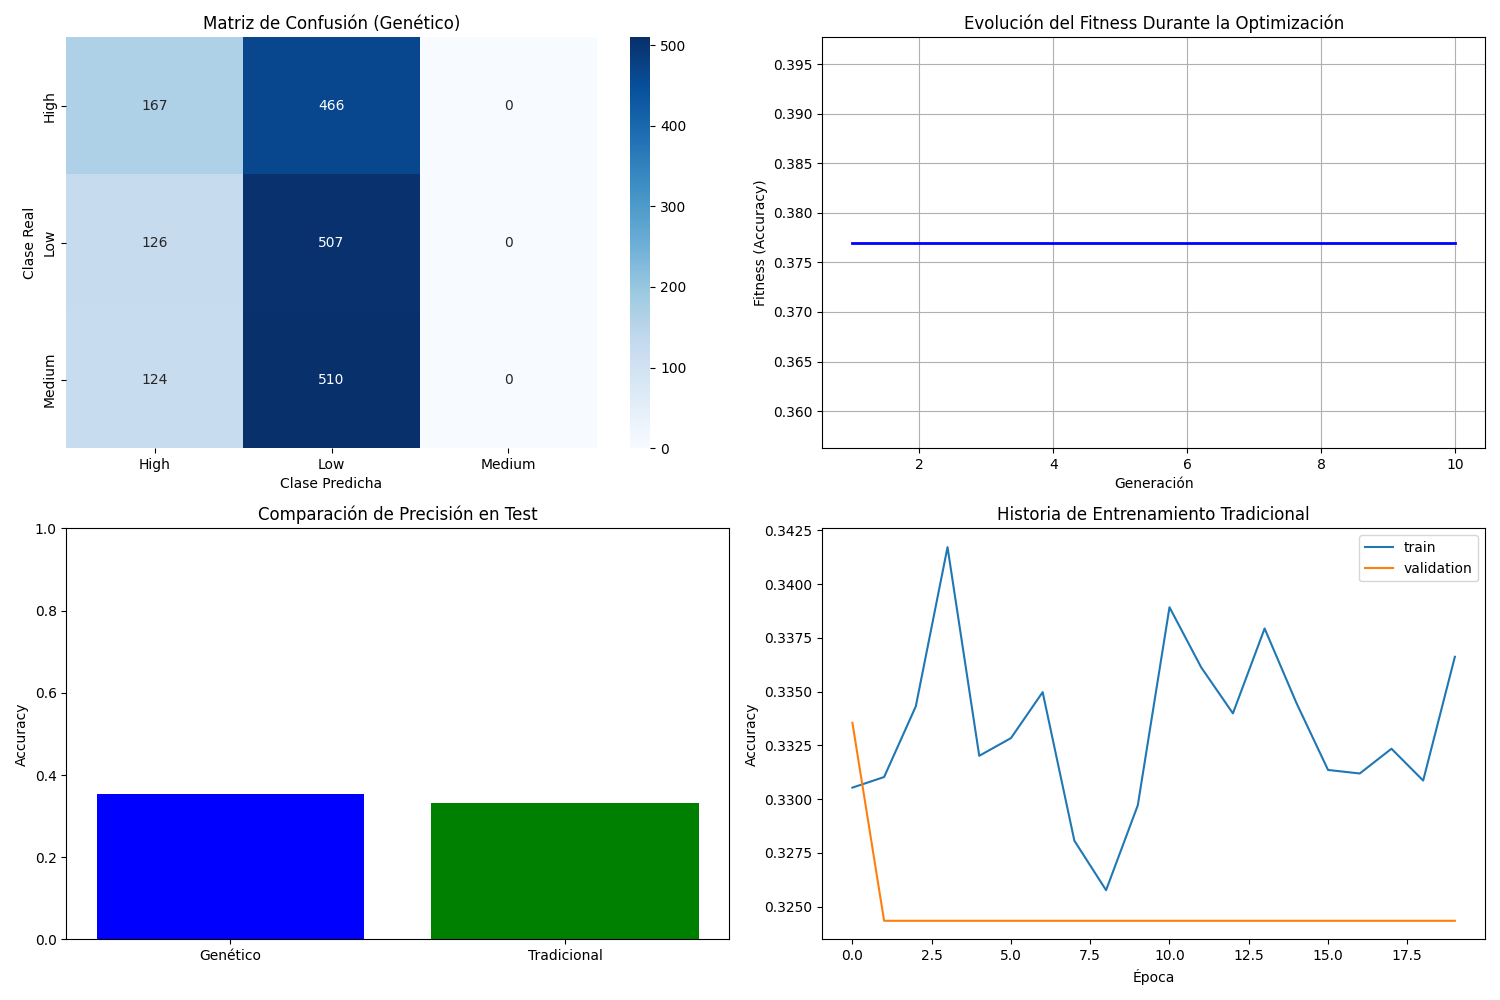 Matriz de Confusión (Genético)
High
Low
Medium
Clase Real
167 466 0
126 507 0
124 510 0
High Low Medium
Clase Predicha
500
400
300
200
100
0
Evolución del Fitness Durante la Optimización
Fitness (Accuracy)
0.395
0.390
0.385
0.380
0.375
0.370
0.365
0.360
2 4 6 8 10
Generación
Comparación de Precisión en Test
Accuracy
1.0
0.8
0.6
0.4
0.2
0.0
Genético Tradicional
Historia de Entrenamiento Tradicional
Accuracy
0.3425
0.3400
0.3375
0.3350
0.3325
0.3300
0.3275
0.3250
train
validation
0.0 2.5 5.0 7.5 10.0 12.5 15.0 17.5
Época